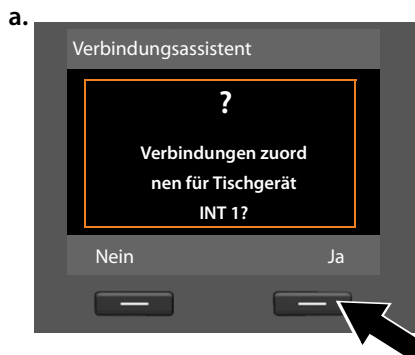 a.
Verbindungsassistent
?
Verbindungen zuord
nen für Tischgerät
INT 1?
Nein Ja